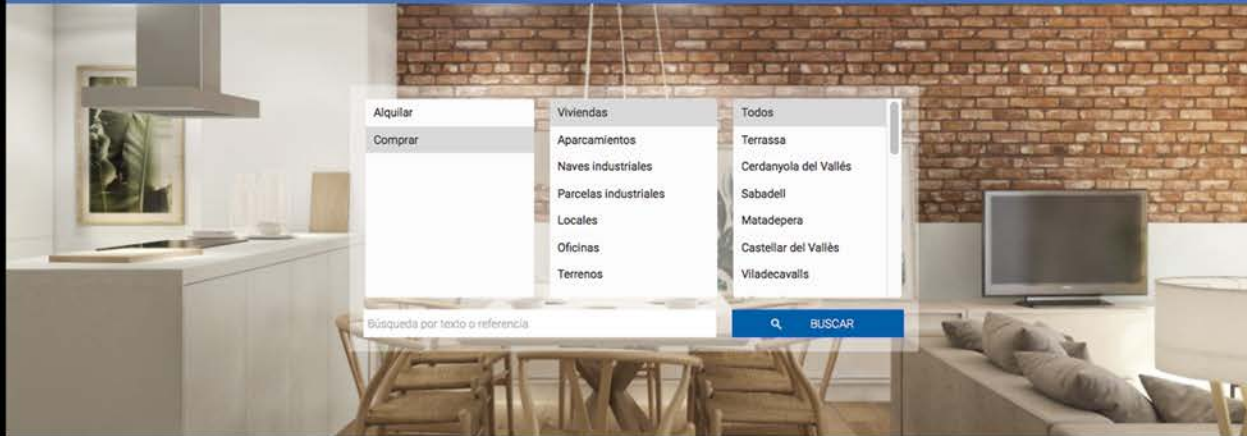 Alquilar
Comprar
Viviendas
Aparcamientos
Naves industriales
Parcelas industriales
Locales
Oficinas
Terrenos
Todos
Terrassa
Cerdanyola del Vallés
Sabadell
Matadepera
Castellar del Vallès
Viladecavalls
Búsqueda por texto o referencia
BUSCAR